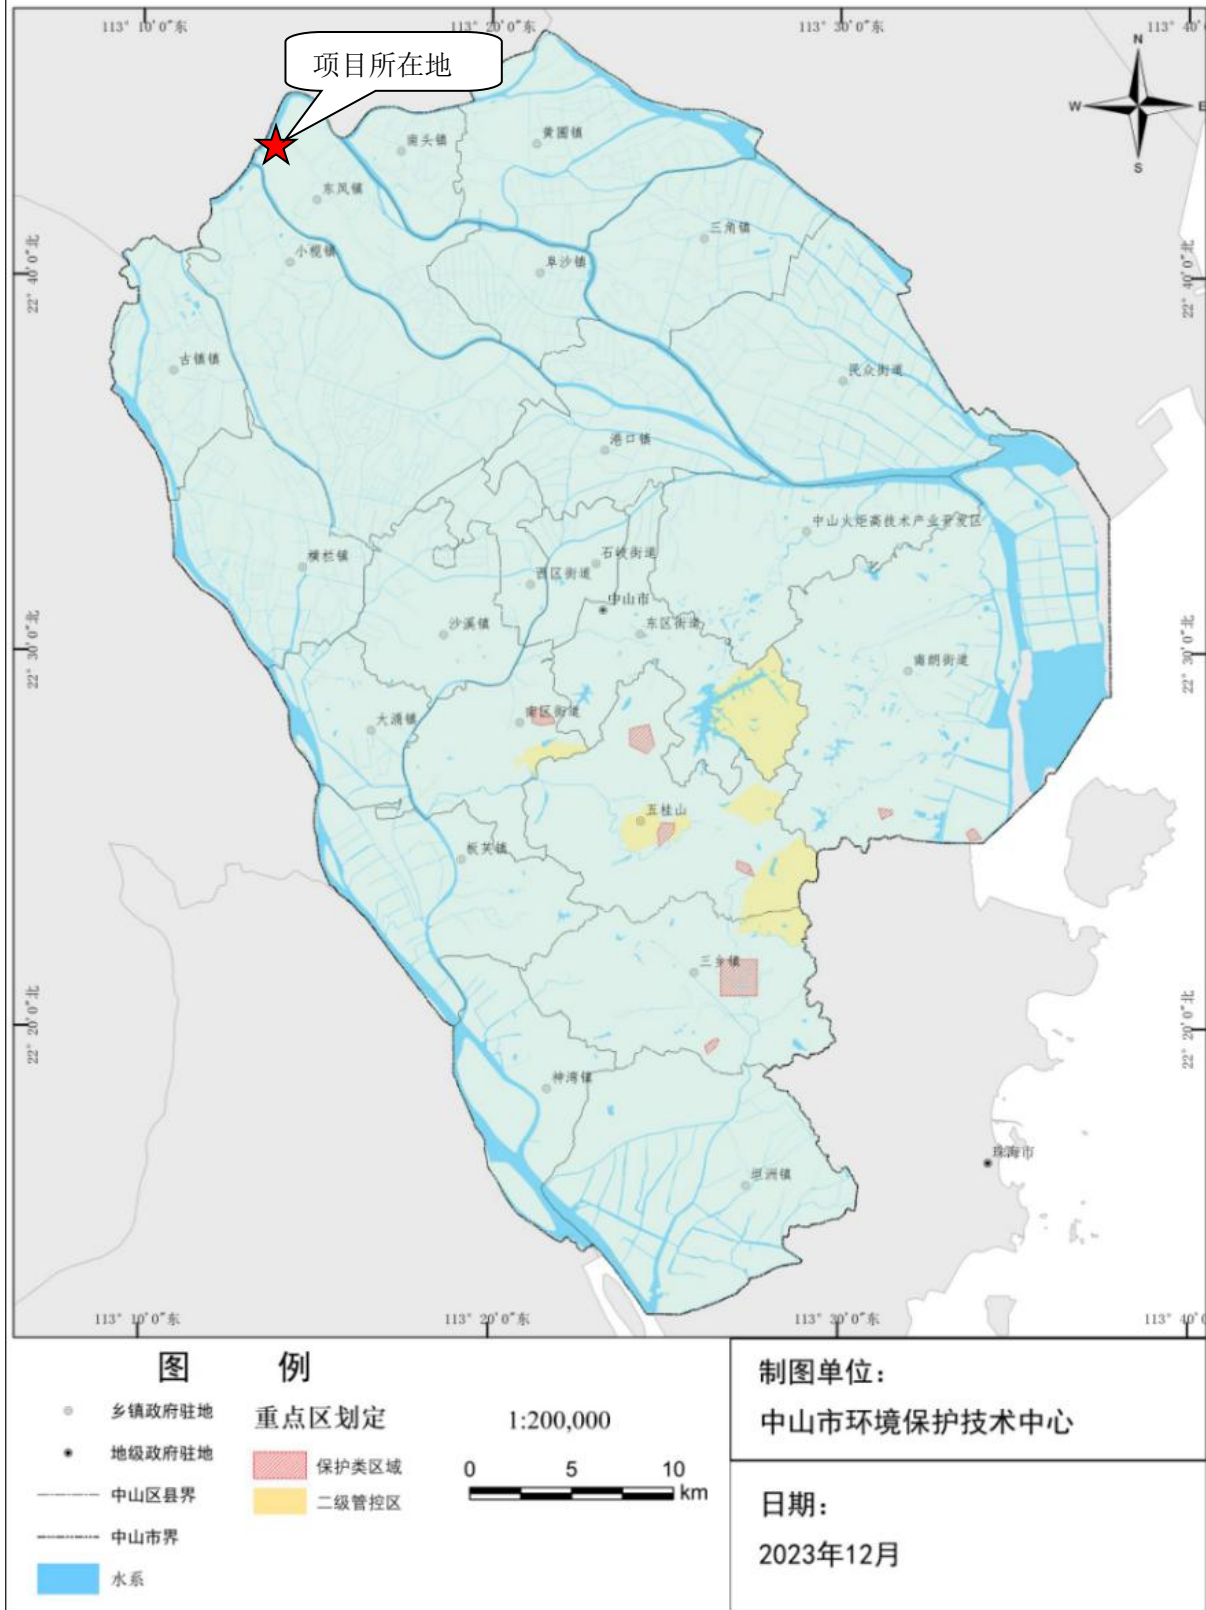 113° 10′0″东
113° 20′0″东
113° 30′0″东
113° 40′0
项目所在地
N
W
E
S
南头镇
黄圃镇
东凤镇
三角镇
小榄镇
阜沙镇
22° 40′0″北
22° 40′0″北
古镇镇
民众街道
港口镇
中山火炬高技术产业开发区
横栏镇
石岐街道
西区街道
中山市
沙溪镇
东区街道
22° 30′0″北
22° 30′0″北
南朗街道
大涌镇
南区街道
五桂山
板芙镇
三乡镇
22° 20′0″北
22° 20′0″北
神湾镇
珠海市
坦洲镇
113° 10′0″东
113° 20′0″东
113° 30′0″东
113° 40′0
图 例
乡镇政府驻地
地级政府驻地
中山区县界
中山市界
水系
重点区划定
保护类区域
二级管控区
1:200,000
0 5 10
km
制图单位：
中山市环境保护技术中心
日期：
2023年12月